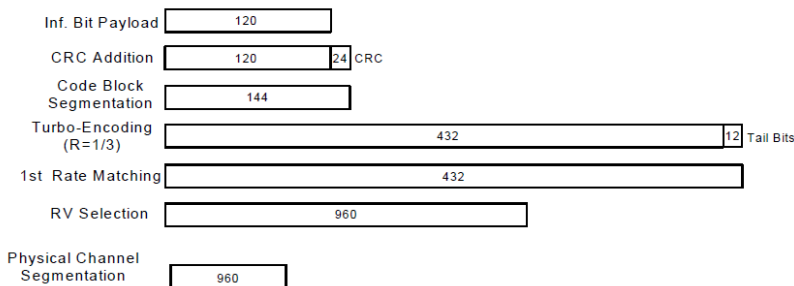 Inf. Bit Payload 120
CRC Addition 120 24 CRC
Code Block
Segmentation 144
Turbo-Encoding
(R=1/3) 432 12 Tail Bits
1st Rate Matching 432
RV Selection 960
Physical Channel
Segmentation 960